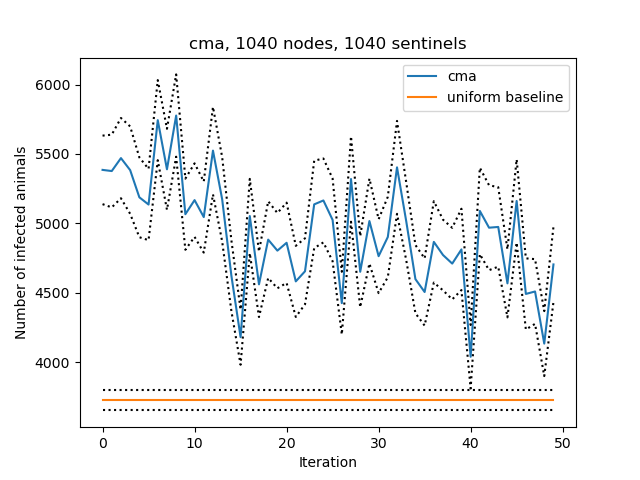 cma, 1040 nodes, 1040 sentinels
cma
uniform baseline
6000
5500
5000
4500
4000
Number of infected animals
0 10 20 30 40 50
Iteration